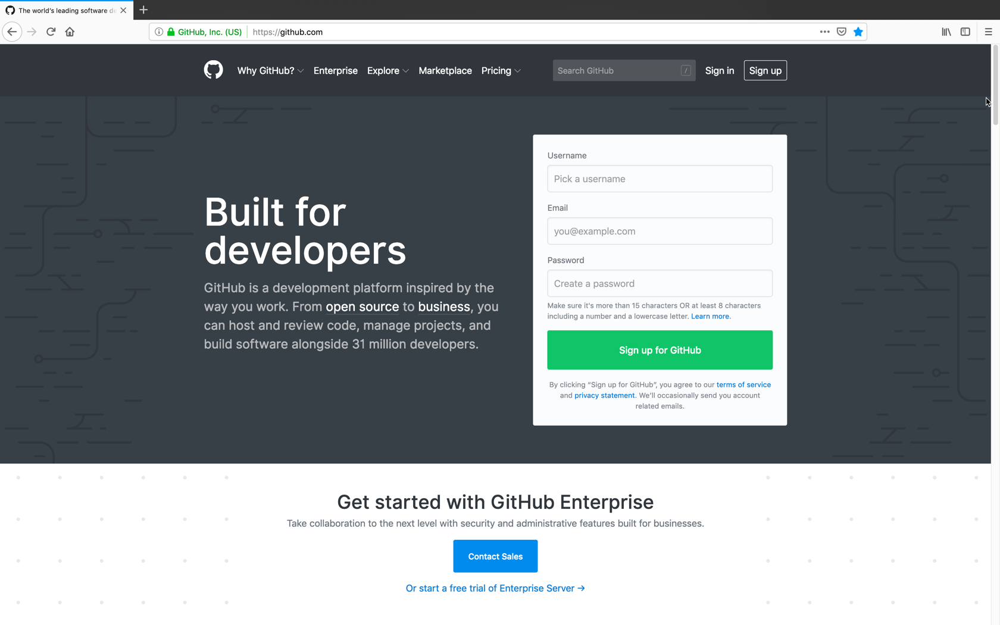 The world's leading software de
GitHub, Inc. (US)
https://github.com
Why GitHub?
Enterprise
Explore
Marketplace
Pricing
Search GitHub
/
Sign in
Sign up
Built for
developers
GitHub is a development platform inspired by the
way you work. From open source to business, you
can host and review code, manage projects, and
build software alongside 31 million developers.
Username
Pick a username
Email
you@example.com
Password
Create a password
Make sure it's more than 15 characters OR at least 8 characters
including a number and a lowercase letter. Learn more.
Sign up for GitHub
By clicking “Sign up for GitHub”, you agree to our terms of service
and privacy statement. We’ll occasionally send you account
related emails.
Get started with GitHub Enterprise
Take collaboration to the next level with security and administrative features built for businesses.
Contact Sales
Or start a free trial of Enterprise Server →